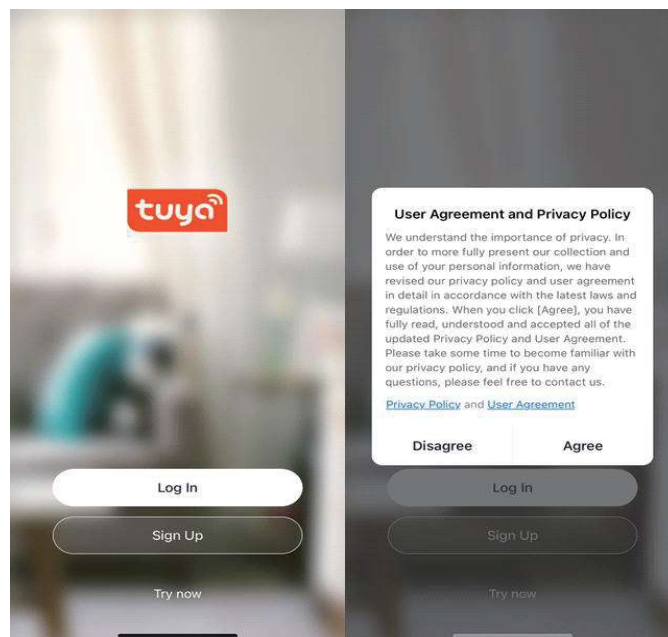 tuya
Log In
Sign Up
Try now
User Agreement and Privacy Policy
We understand the importance of privacy. In
order to more fully present our collection and
use of your personal information, we have
revised our privacy policy and user agreement
in detail in accordance with the latest laws and
regulations. When you click [Agree], you have
fully read, understood and accepted all of the
updated Privacy Policy and User Agreement.
Please take some time to become familiar with
our privacy policy, and if you have any
questions, please feel free to contact us.
Privacy Policy and User Agreement
Disagree Agree
Log In
Sign Up
Try now